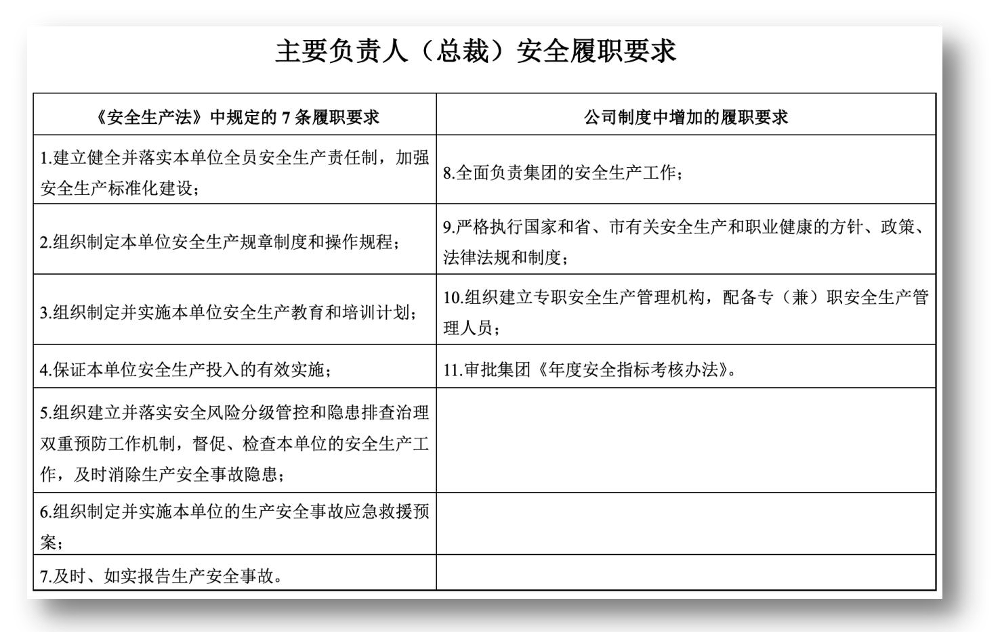 主要负责人（总裁）安全履职要求
《安全生产法》中规定的 7 条履职要求
公司制度中增加的履职要求
1.建立健全并落实本单位全员安全生产责任制，加强
安全生产标准化建设；
8.全面负责集团的安全生产工作；
2.组织制定本单位安全生产规章制度和操作规程；
9.严格执行国家和省、市有关安全生产和职业健康的方针、政策、
法律法规和制度；
3.组织制定并实施本单位安全生产教育和培训计划；
10.组织建立专职安全生产管理机构，配备专（兼）职安全生产管
理人员；
4.保证本单位安全生产投入的有效实施；
11.审批集团《年度安全指标考核办法》。
5.组织建立并落实安全风险分级管控和隐患排查治理
双重预防工作机制，督促、检查本单位的安全生产工
作，及时消除生产安全事故隐患；
6.组织制定并实施本单位的生产安全事故应急救援预
案；
7.及时、如实报告生产安全事故。